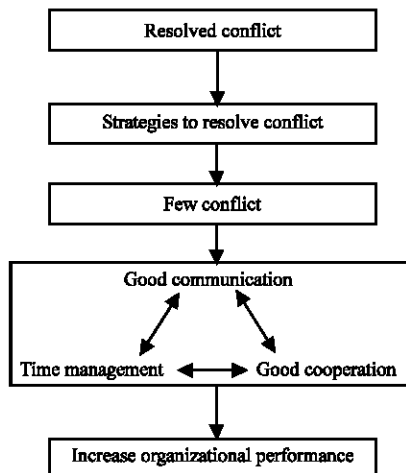 Resolved conflict
Strategies to resolve conflict
Few conflict
Good communication
Time management
Good cooperation
Increase organizational performance